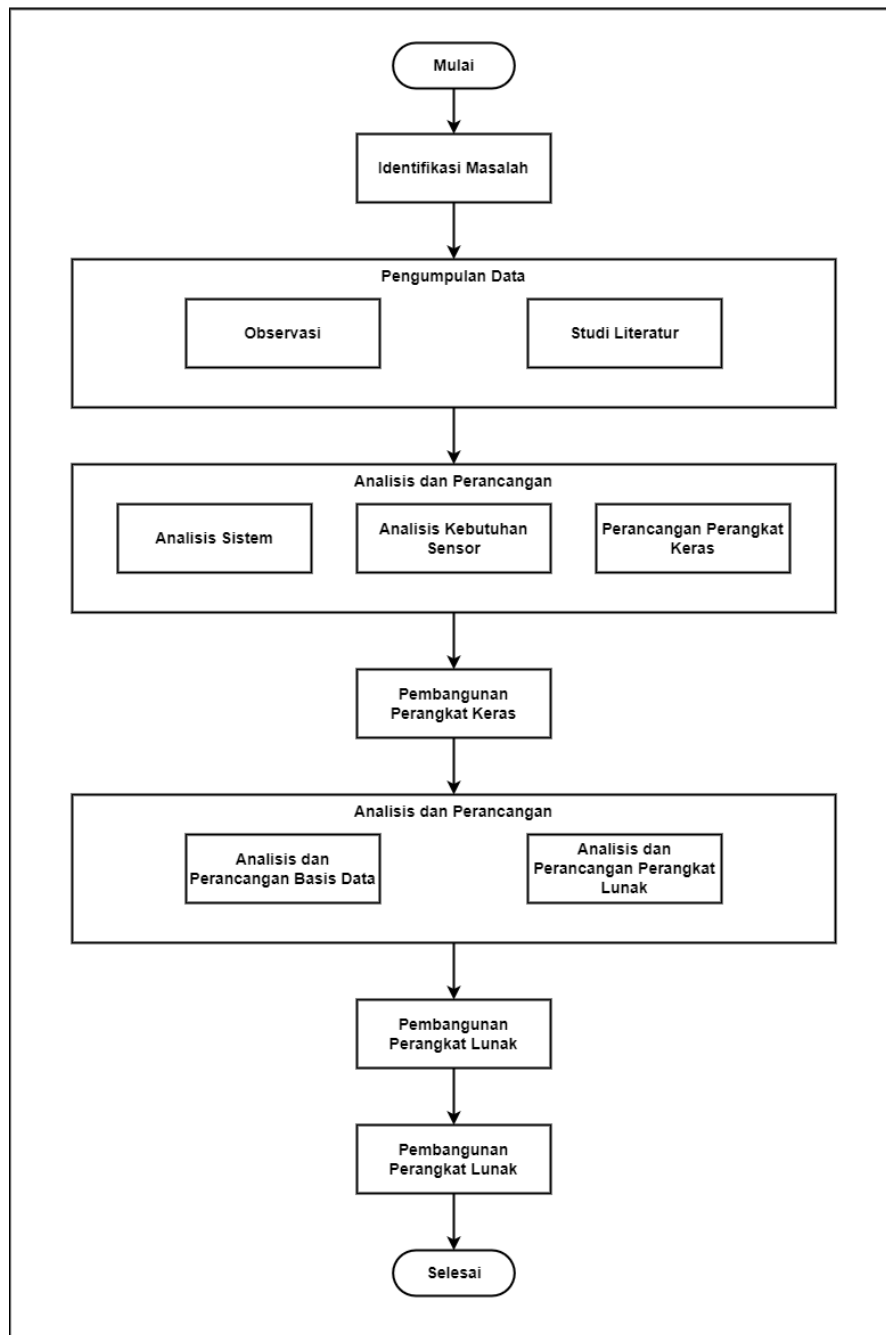 Mulai
Identifikasi Masalah
Pengumpulan Data
Observasi
Studi Literatur
Analisis dan Perancangan
Analisis Sistem
Analisis Kebutuhan
Sensor
Perancangan Perangkat
Keras
Pembangunan
Perangkat Keras
Analisis dan Perancangan
Analisis dan
Perancangan Basis Data
Analisis dan
Perancangan Perangkat
Lunak
Pembangunan
Perangkat Lunak
Pembangunan
Perangkat Lunak
Selesai